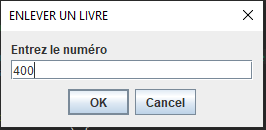 ENLEVER UN LIVRE
Entrez le numéro
400
OK Cancel